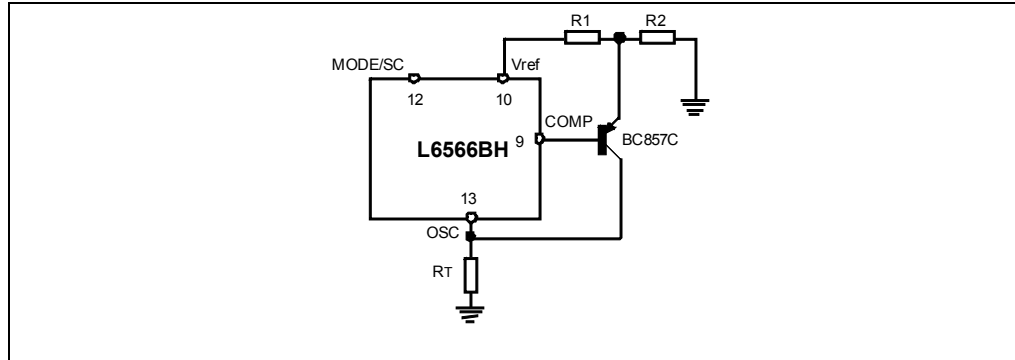 R1 R2
MODE/SC Vref
12 10
COMP
9
L6566BH
BC857C
13
OSC
RT